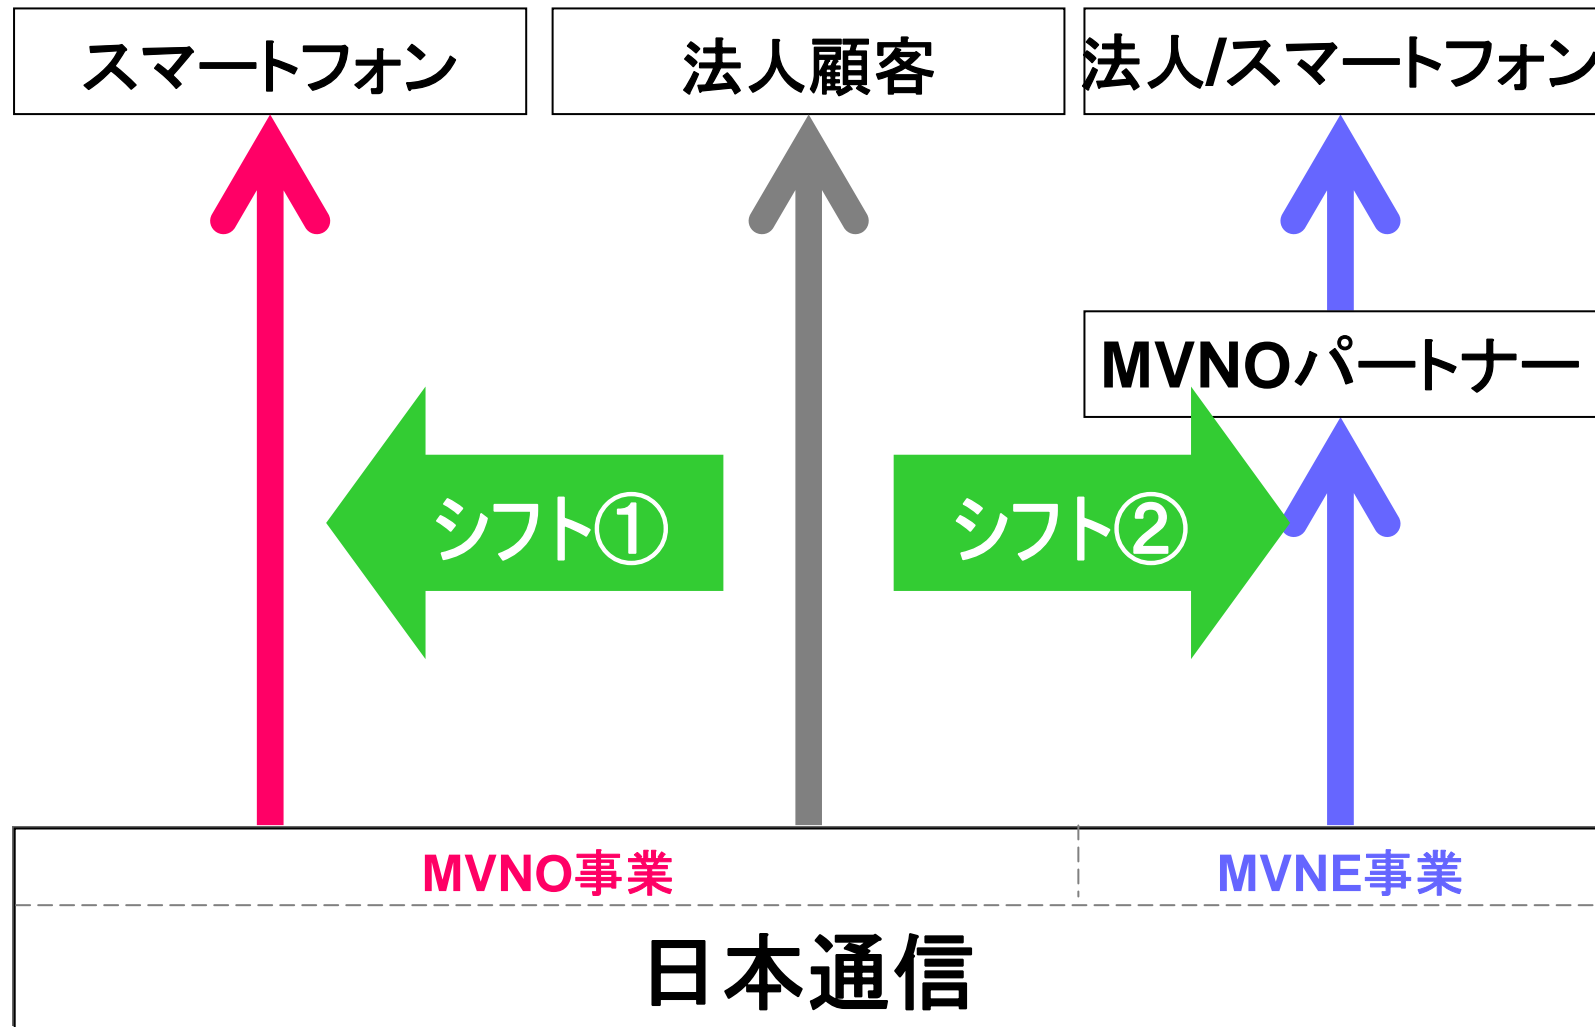 スマートフォン
法人顧客
法人/スマートフォン
MVNOパートナー
シフト①
シフト②
MVNO事業
MVNE事業
日本通信